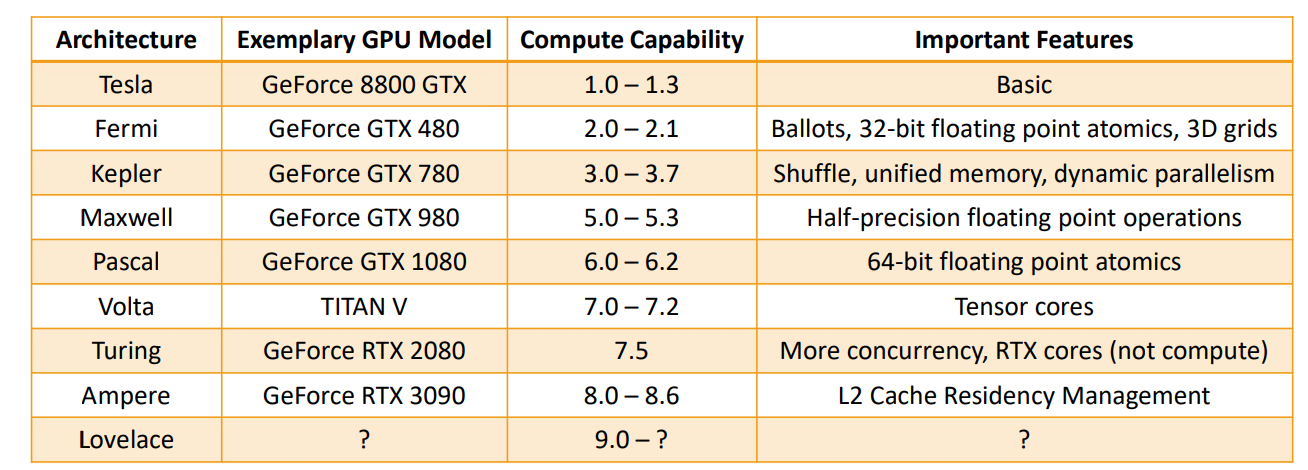 Architecture Exemplary GPU Model Compute Capability Important Features
Tesla GeForce 8800 GTX 1.0 – 1.3 Basic
Fermi GeForce GTX 480 2.0 – 2.1 Ballots, 32-bit floating point atomics, 3D grids
Kepler GeForce GTX 780 3.0 – 3.7 Shuffle, unified memory, dynamic parallelism
Maxwell GeForce GTX 980 5.0 – 5.3 Half-precision floating point operations
Pascal GeForce GTX 1080 6.0 – 6.2 64-bit floating point atomics
Volta TITAN V 7.0 – 7.2 Tensor cores
Turing GeForce RTX 2080 7.5 More concurrency, RTX cores (not compute)
Ampere GeForce RTX 3090 8.0 – 8.6 L2 Cache Residency Management
Lovelace ? 9.0 – ? ?